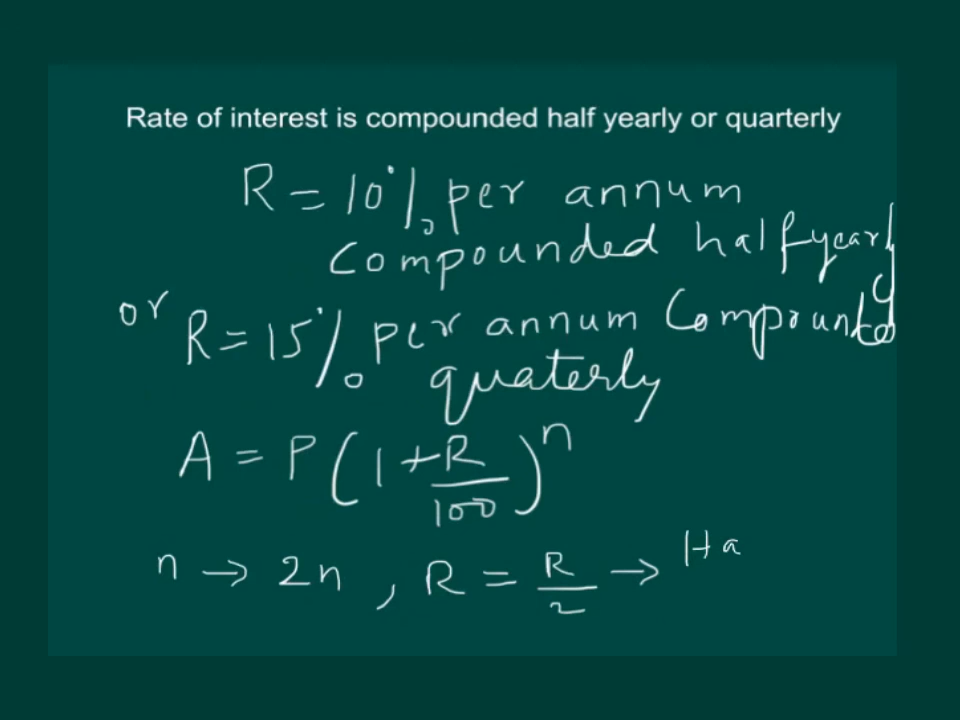 Rate of interest is compounded half yearly or quarterly
R = 10% per annum
compounded halfyearly
or R = 15% per annum Compounded
quaterly
A = P(1 + R/100)^n
n → 2n , R = R/2 → Ha